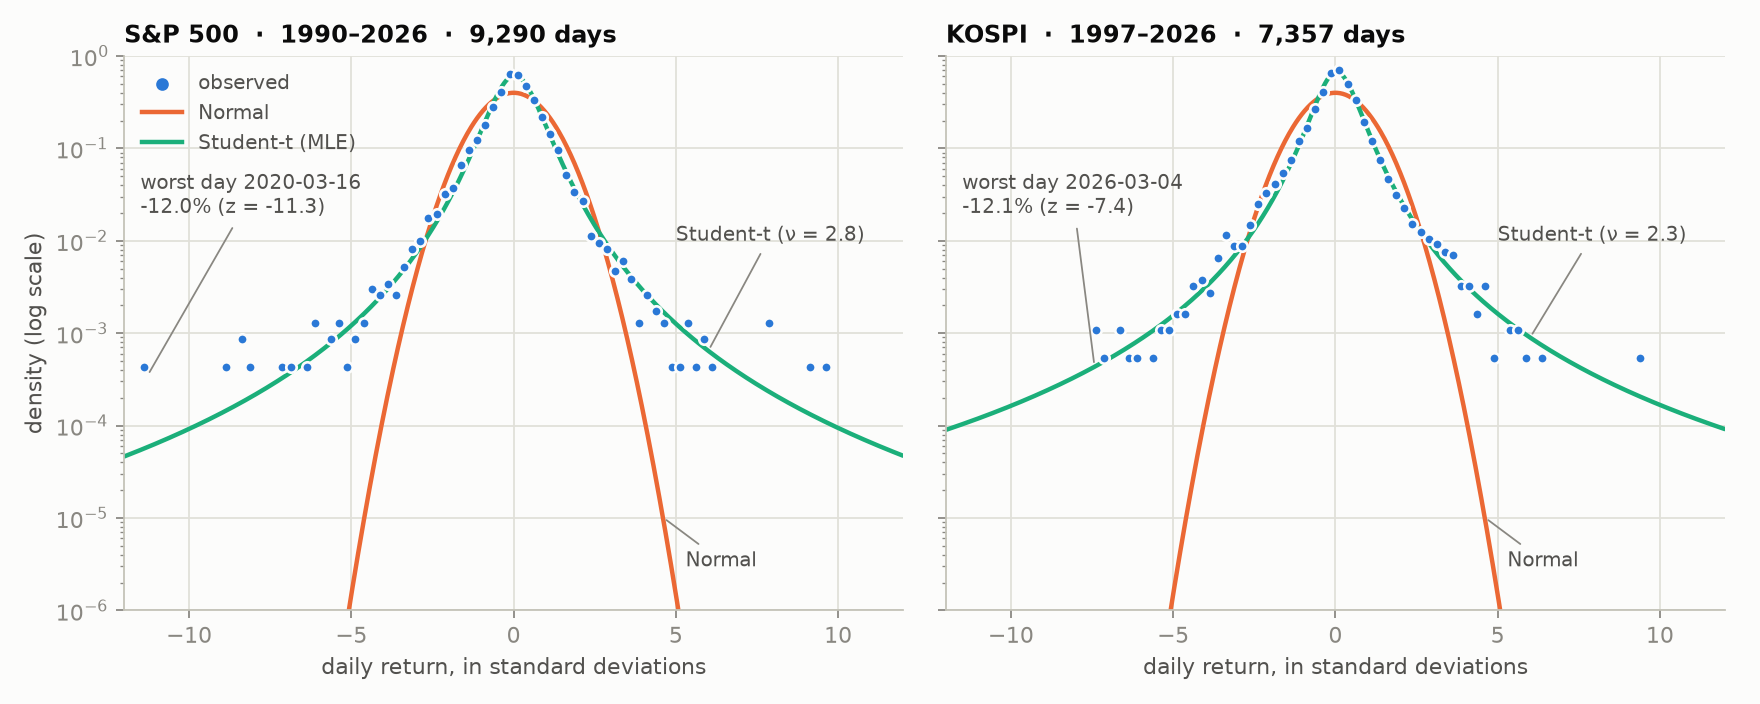 S&P 500 · 1990–2026 · 9,290 days
KOSPI · 1997–2026 · 7,357 days
observed
Normal
Student-t (MLE)
worst day 2020-03-16
-12.0% (z = -11.3)
Student-t (ν = 2.8)
Normal
worst day 2026-03-04
-12.1% (z = -7.4)
Student-t (ν = 2.3)
Normal
density (log scale)
10⁰
10⁻¹
10⁻²
10⁻³
10⁻⁴
10⁻⁵
10⁻⁶
−10 −5 0 5 10
−10 −5 0 5 10
daily return, in standard deviations
daily return, in standard deviations